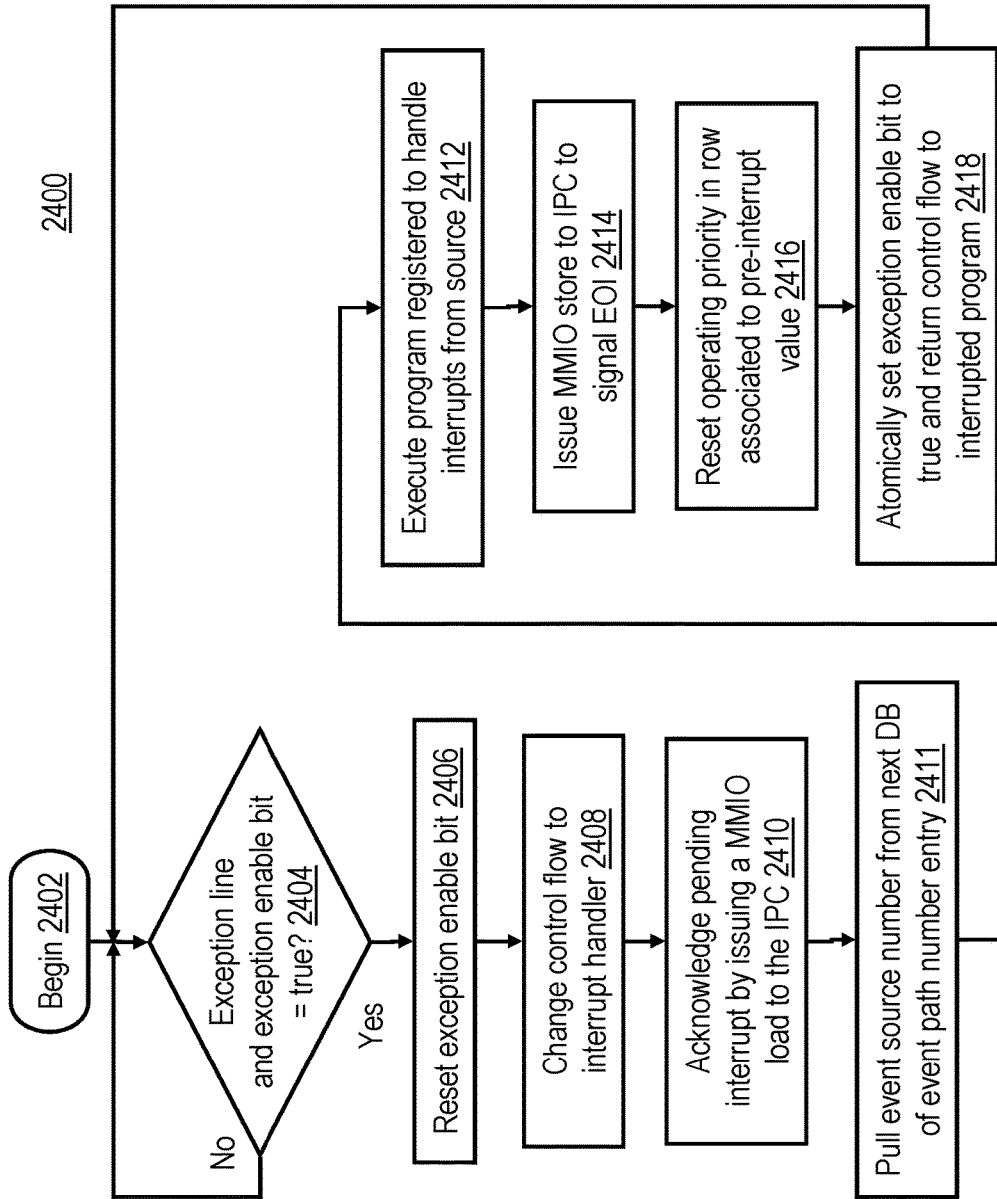 2400
Begin 2402
Exception line
and exception enable bit
= true? 2404
No
Yes
Reset exception enable bit 2406
Change control flow to
interrupt handler 2408
Acknowledge pending
interrupt by issuing a MMIO
load to the IPC 2410
Pull event source number from next DB
of event path number entry 2411
Execute program registered to handle
interrupts from source 2412
Issue MMIO store to IPC to
signal EOI 2414
Reset operating priority in row
associated to pre-interrupt
value 2416
Atomically set exception enable bit to
true and return control flow to
interrupted program 2418